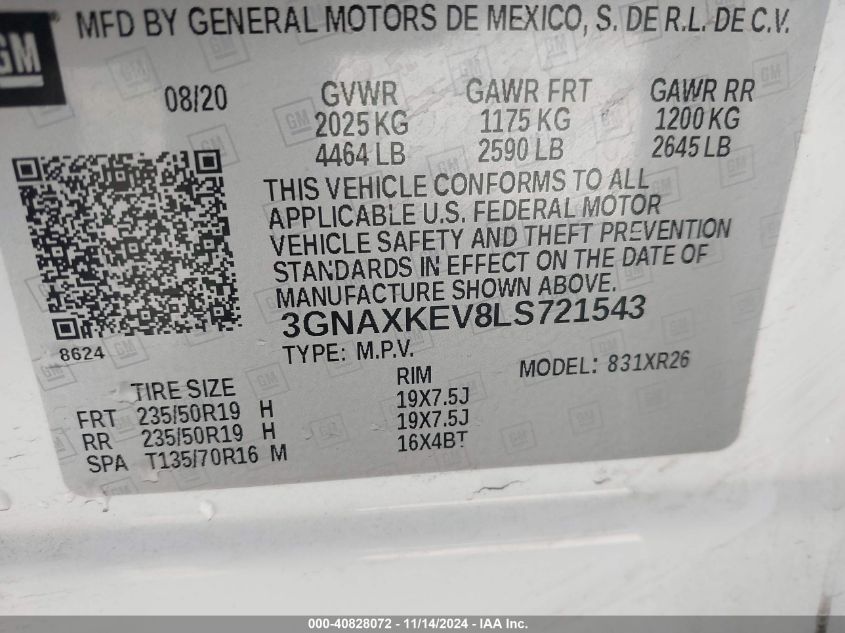 GM
MFD BY GENERAL MOTORS DE MEXICO, S. DE R.L. DE C.V.
08/20 GVWR GAWR FRT GAWR RR
2025 KG 1175 KG 1200 KG
4464 LB 2590 LB 2645 LB
THIS VEHICLE CONFORMS TO ALL
APPLICABLE U.S. FEDERAL MOTOR
VEHICLE SAFETY AND THEFT PREVENTION
STANDARDS IN EFFECT ON THE DATE OF
MANUFACTURE SHOWN ABOVE.
3GNAXKEV8LS721543
8624
TYPE: M.P.V. MODEL: 831XR26
TIRE SIZE RIM
FRT 235/50R19 H 19X7.5J
RR 235/50R19 H 19X7.5J
SPA T135/70R16 M 16X4BT
000-40828072 - 11/14/2024 - IAA Inc.